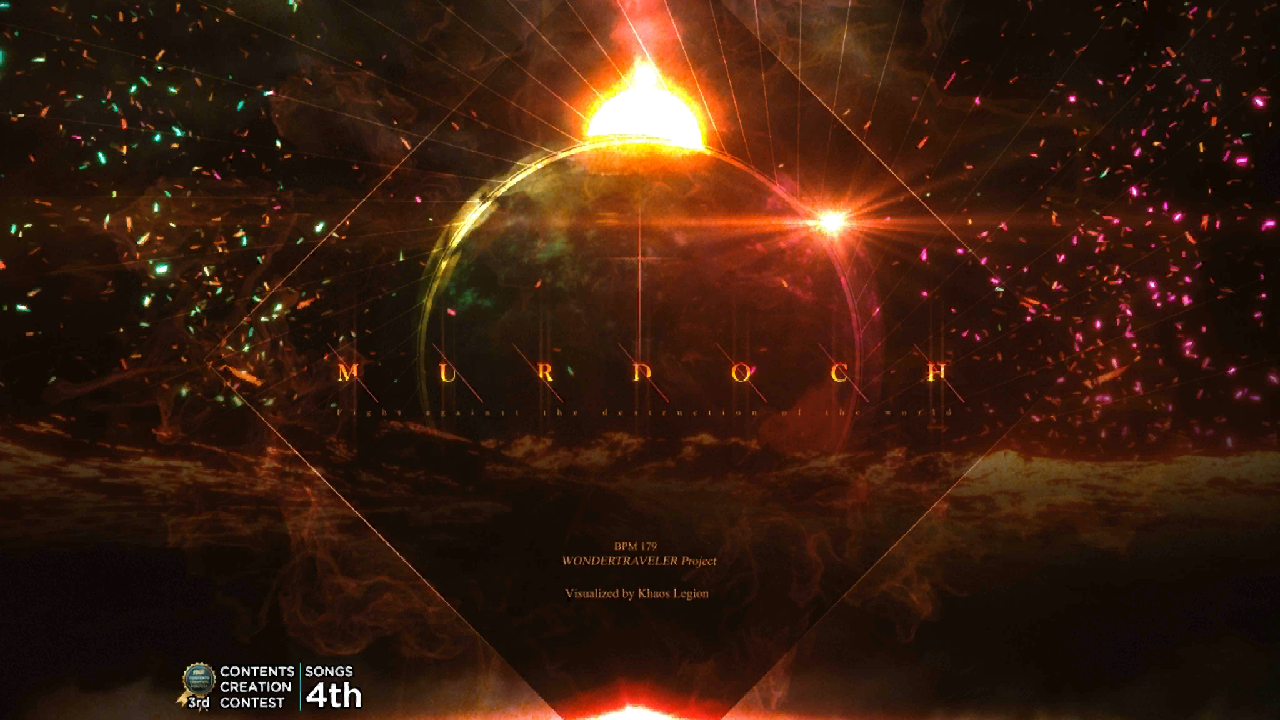 MURDOCH
Fight against the destruction of the world
BPM 179
WONDERTRAVELER Project
Visualized by Khaos Legion
3rd
CONTENTS
CREATION
CONTEST
SONGS
4th